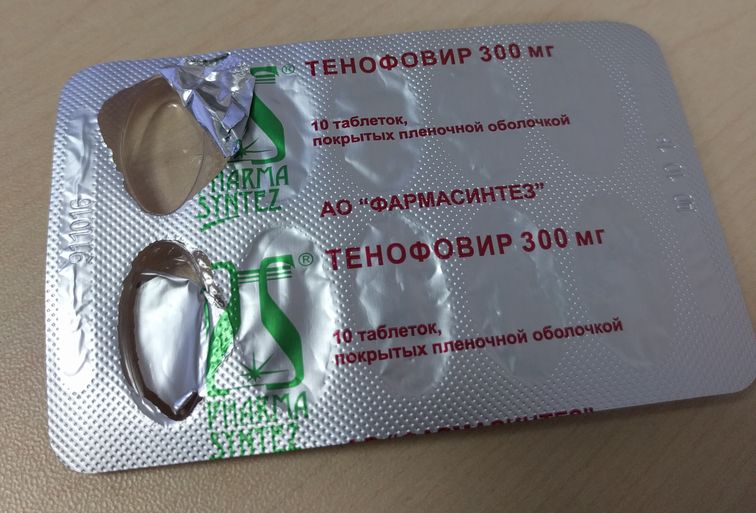 ТЕНОФОВИР 300 мг
10 таблеток,
покрытых пленочной оболочкой
PHARMA
SYNTEZ
АО "ФАРМАСИНТЕЗ"
911016
ТЕНОФОВИР 300 мг
10 таблеток,
покрытых пленочной оболочкой
PHARMA
SYNTEZ